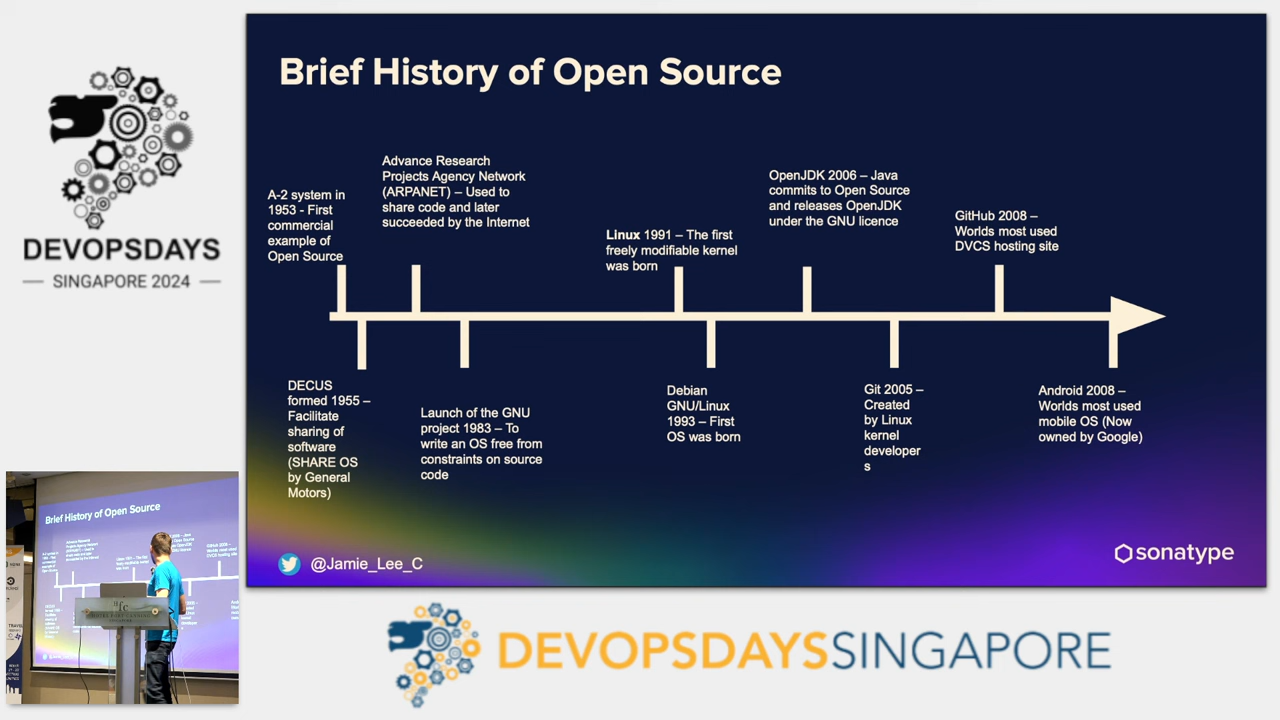 DEVOPSDAYS
SINGAPORE 2024
Brief History of Open Source
A-2 system in
1953 - First
commercial
example of
Open Source
Advance Research
Projects Agency Network
(ARPANET) – Used to
share code and later
succeeded by the Internet
Linux 1991 – The first
freely modifiable kernel
was born
OpenJDK 2006 – Java
commits to Open Source
and releases OpenJDK
under the GNU licence
GitHub 2008 –
Worlds most used
DVCS hosting site
DECUS
formed 1955 –
Facilitate
sharing of
software
(SHARE OS
by General
Motors)
Launch of the GNU
project 1983 – To
write an OS free from
constraints on source
code
Debian
GNU/Linux
1993 – First
OS was born
Git 2005 –
Created
by Linux
kernel
developer
s
Android 2008 –
Worlds most used
mobile OS (Now
owned by Google)
@Jamie_Lee_C
sonatype
Brief History of Open Source
DEVOPSDAYSSINGAPORE